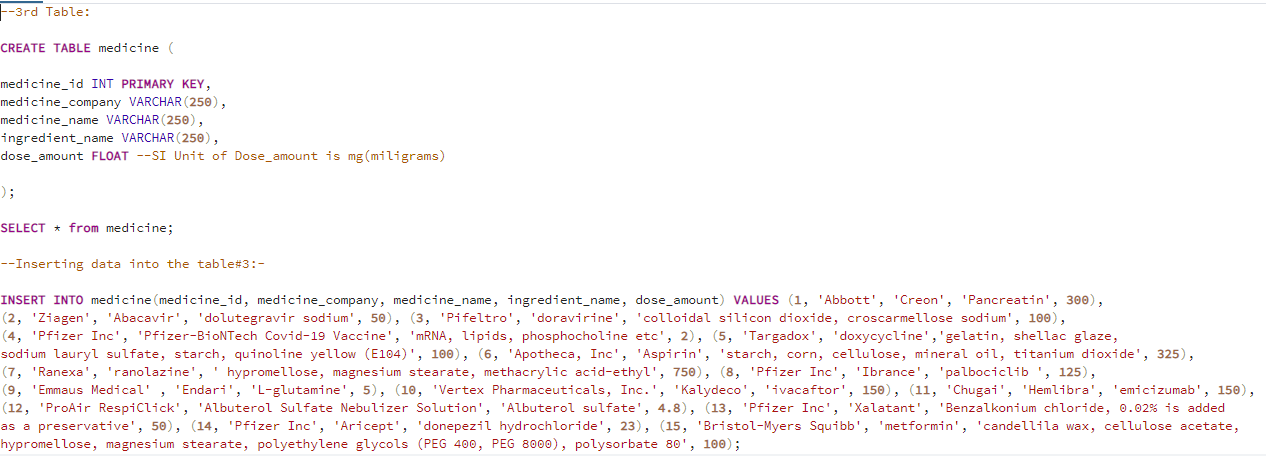 --3rd Table:
CREATE TABLE medicine (
medicine_id INT PRIMARY KEY,
medicine_company VARCHAR(250),
medicine_name VARCHAR(250),
ingredient_name VARCHAR(250),
dose_amount FLOAT --SI Unit of Dose_amount is mg(miligrams)
);
SELECT * from medicine;
--Inserting data into the table#3:-
INSERT INTO medicine(medicine_id, medicine_company, medicine_name, ingredient_name, dose_amount) VALUES (1, 'Abbott', 'Creon', 'Pancreatin', 300),
(2, 'Ziagen', 'Abacavir', 'dolutegravir sodium', 50), (3, 'Pifeltro', 'doravirine', 'colloidal silicon dioxide, croscarmellose sodium', 100),
(4, 'Pfizer Inc', 'Pfizer-BioNTech Covid-19 Vaccine', 'mRNA, lipids, phosphocholine etc', 2), (5, 'Targadox', 'doxycycline','gelatin, shellac glaze,
sodium lauryl sulfate, starch, quinoline yellow (E104)', 100), (6, 'Apotheca, Inc', 'Aspirin', 'starch, corn, cellulose, mineral oil, titanium dioxide', 325),
(7, 'Ranexa', 'ranolazine', ' hypromellose, magnesium stearate, methacrylic acid-ethyl', 750), (8, 'Pfizer Inc', 'Ibrance', 'palbociclib ', 125),
(9, 'Emmaus Medical' , 'Endari', 'L-glutamine', 5), (10, 'Vertex Pharmaceuticals, Inc.', 'Kalydeco', 'ivacaftor', 150), (11, 'Chugai', 'Hemlibra', 'emicizumab', 150),
(12, 'ProAir RespiClick', 'Albuterol Sulfate Nebulizer Solution', 'Albuterol sulfate', 4.8), (13, 'Pfizer Inc', 'Xalatant', 'Benzalkonium chloride, 0.02% is added
as a preservative', 50), (14, 'Pfizer Inc', 'Aricept', 'donepezil hydrochloride', 23), (15, 'Bristol-Myers Squibb', 'metformin', 'candellila wax, cellulose acetate,
hypromellose, magnesium stearate, polyethylene glycols (PEG 400, PEG 8000), polysorbate 80', 100);